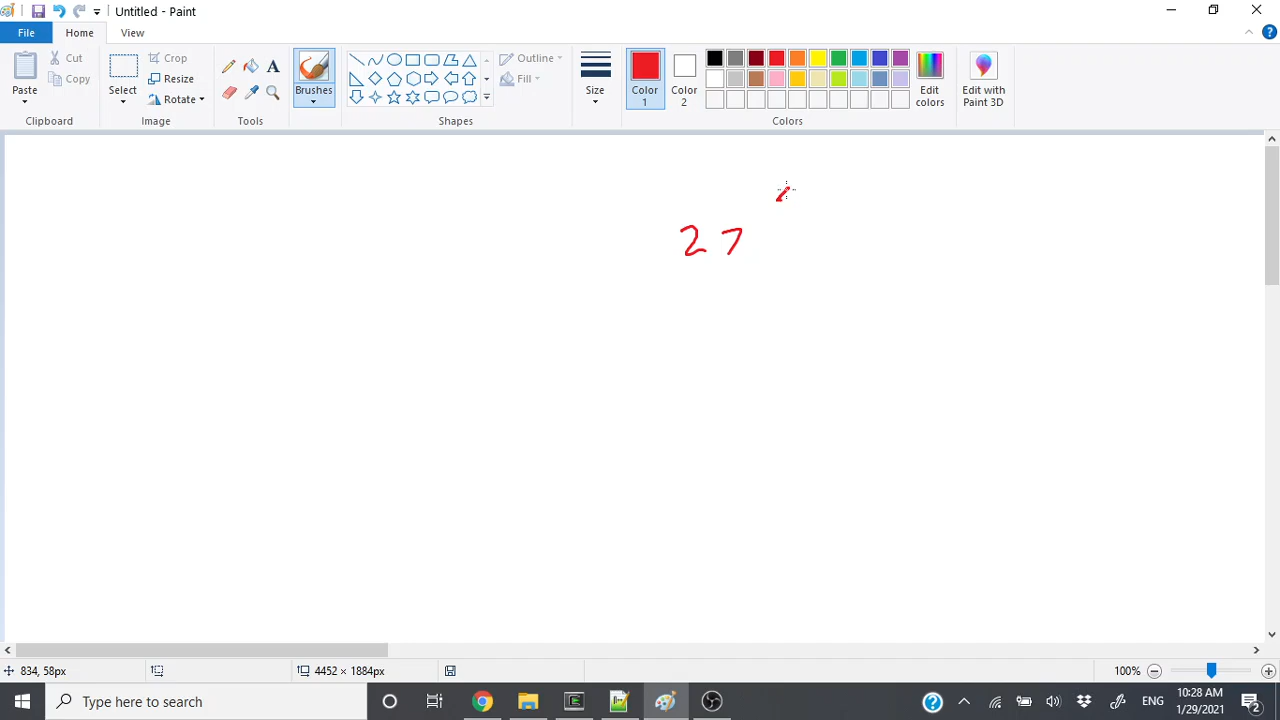 Untitled - Paint
File
Home
View
Paste
Cut
Copy
Clipboard
Select
Crop
Resize
Rotate
Image
Tools
Brushes
Outline
Fill
Shapes
Size
Color 1
Color 2
Edit colors
Edit with Paint 3D
Colors
27
834, 58px
4452 × 1884px
100%
Type here to search
ENG
10:28 AM
1/29/2021
2